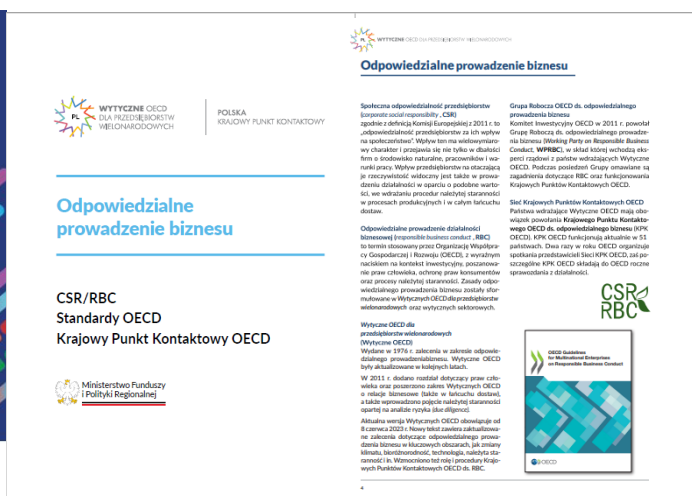 PL
WYTYCZNE OECD
DLA PRZEDSIĘBIORSTW
WIELONARODOWYCH
POLSKA
KRAJOWY PUNKT KONTAKTOWY
Odpowiedzialne
prowadzenie biznesu
CSR/RBC
Standardy OECD
Krajowy Punkt Kontaktowy OECD
Ministerstwo Funduszy
i Polityki Regionalnej
PL WYTYCZNE OECD DLA PRZEDSIĘBIORSTW WIELONARODOWYCH
Odpowiedzialne prowadzenie biznesu
Społeczna odpowiedzialność przedsiębiorstw
(corporate social responsibility , CSR)
zgodnie z definicją Komisji Europejskiej z 2011 r. to
„odpowiedzialność przedsiębiorstw za ich wpływ
na społeczeństwo”. Wpływ ten ma wielowymiaro-
wy charakter i przejawia się nie tylko w dbałości
firm o środowisko naturalne, pracowników i wa-
runki pracy. Wpływ przedsiębiorstw na otaczającą
je rzeczywistość widoczny jest także w prowa-
dzeniu działalności w oparciu o podobne warto-
ści, we wdrażaniu procedur należytej staranności
w procesach produkcyjnych i w całym łańcuchu
dostaw.
Odpowiedzialne prowadzenie działalności
biznesowej (responsible business conduct , RBC)
to termin stosowany przez Organizację Współpra-
cy Gospodarczej i Rozwoju (OECD), z wyraźnym
naciskiem na kontekst inwestycyjny, poszanowa-
nie praw człowieka, ochronę praw konsumentów
oraz procesy należytej staranności. Zasady odpo-
wiedzialnego prowadzenia biznesu zostały sfor-
mułowane w Wytycznych OECD dla przedsiębiorstw
wielonarodowych oraz wytycznych sektorowych.
Wytyczne OECD dla
przedsiębiorstw wielonarodowych
(Wytyczne OECD)
Wydane w 1976 r. zalecenia w zakresie odpowie-
dzialnego prowadzeniabiznesu. Wytyczne OECD
były aktualizowane w kolejnych latach.
W 2011 r. dodano rozdział dotyczący praw czło-
wieka oraz poszerzono zakres Wytycznych OECD
o relacje biznesowe (także w łańcuchu dostaw),
a także wprowadzono pojęcie należytej staranności
opartej na analizie ryzyka (due diligence).
Aktualna wersja Wytycznych OECD obowiązuje od
8 czerwca 2023 r. Nowy tekst zawiera zaktualizowa-
ne zalecenia dotyczące odpowiedzialnego prowa-
dzenia biznesu w kluczowych obszarach, jak zmiany
klimatu, bioróżnorodność, technologia, należyta sta-
ranność i in. Wzmocniono też rolę i procedury Krajo-
wych Punktów Kontaktowych OECD ds. RBC.
Grupa Robocza OECD ds. odpowiedzialnego
prowadzenia biznesu
Komitet Inwestycyjny OECD w 2011 r. powołał
Grupę Roboczą ds. odpowiedzialnego prowadze-
nia biznesu (Working Party on Responsible Business
Conduct, WPRBC), w skład której wchodzą eks-
perci rządowi z państw wdrażających Wytyczne
OECD. Podczas posiedzeń Grupy omawiane są
zagadnienia dotyczące RBC oraz funkcjonowania
Krajowych Punktów Kontaktowych OECD.
Sieć Krajowych Punktów Kontaktowych OECD
Państwa wdrażające Wytyczne OECD mają obo-
wiązek powołania Krajowego Punktu Kontakto-
wego OECD ds. odpowiedzialnego biznesu (KPK
OECD). KPK OECD funkcjonują aktualnie w 51
państwach. Dwa razy w roku OECD organizuje
spotkania przedstawicieli Sieci KPK OECD, zaś po-
szczególne KPK OECD składają do OECD roczne
sprawozdania z działalności.
CSR
RBC
OECD Guidelines
for Multinational Enterprises
on Responsible Business Conduct
OECD
4